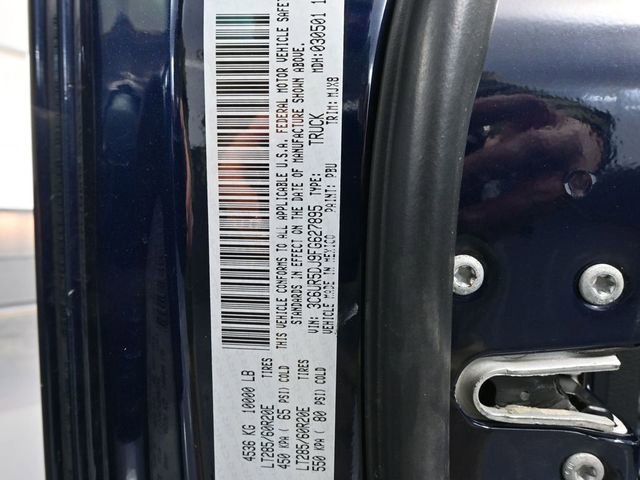 4536 KG 10000 LB
LT285/60R20E TIRES
450 KPA ( 65 PSI) COLD
LT285/60R20E TIRES
550 KPA ( 80 PSI) COLD
THIS VEHICLE CONFORMS TO ALL APPLICABLE U.S.A. FEDERAL MOTOR VEHICLE SAFE
STANDARDS IN EFFECT ON THE DATE OF MANUFACTURE SHOWN ABOVE.
VIN: 3C6UR5DJ9FG627895 TYPE: TRUCK MDH:030501 1
VEHICLE MADE IN MEXICO PAINT: PBU TRIM: MJX8